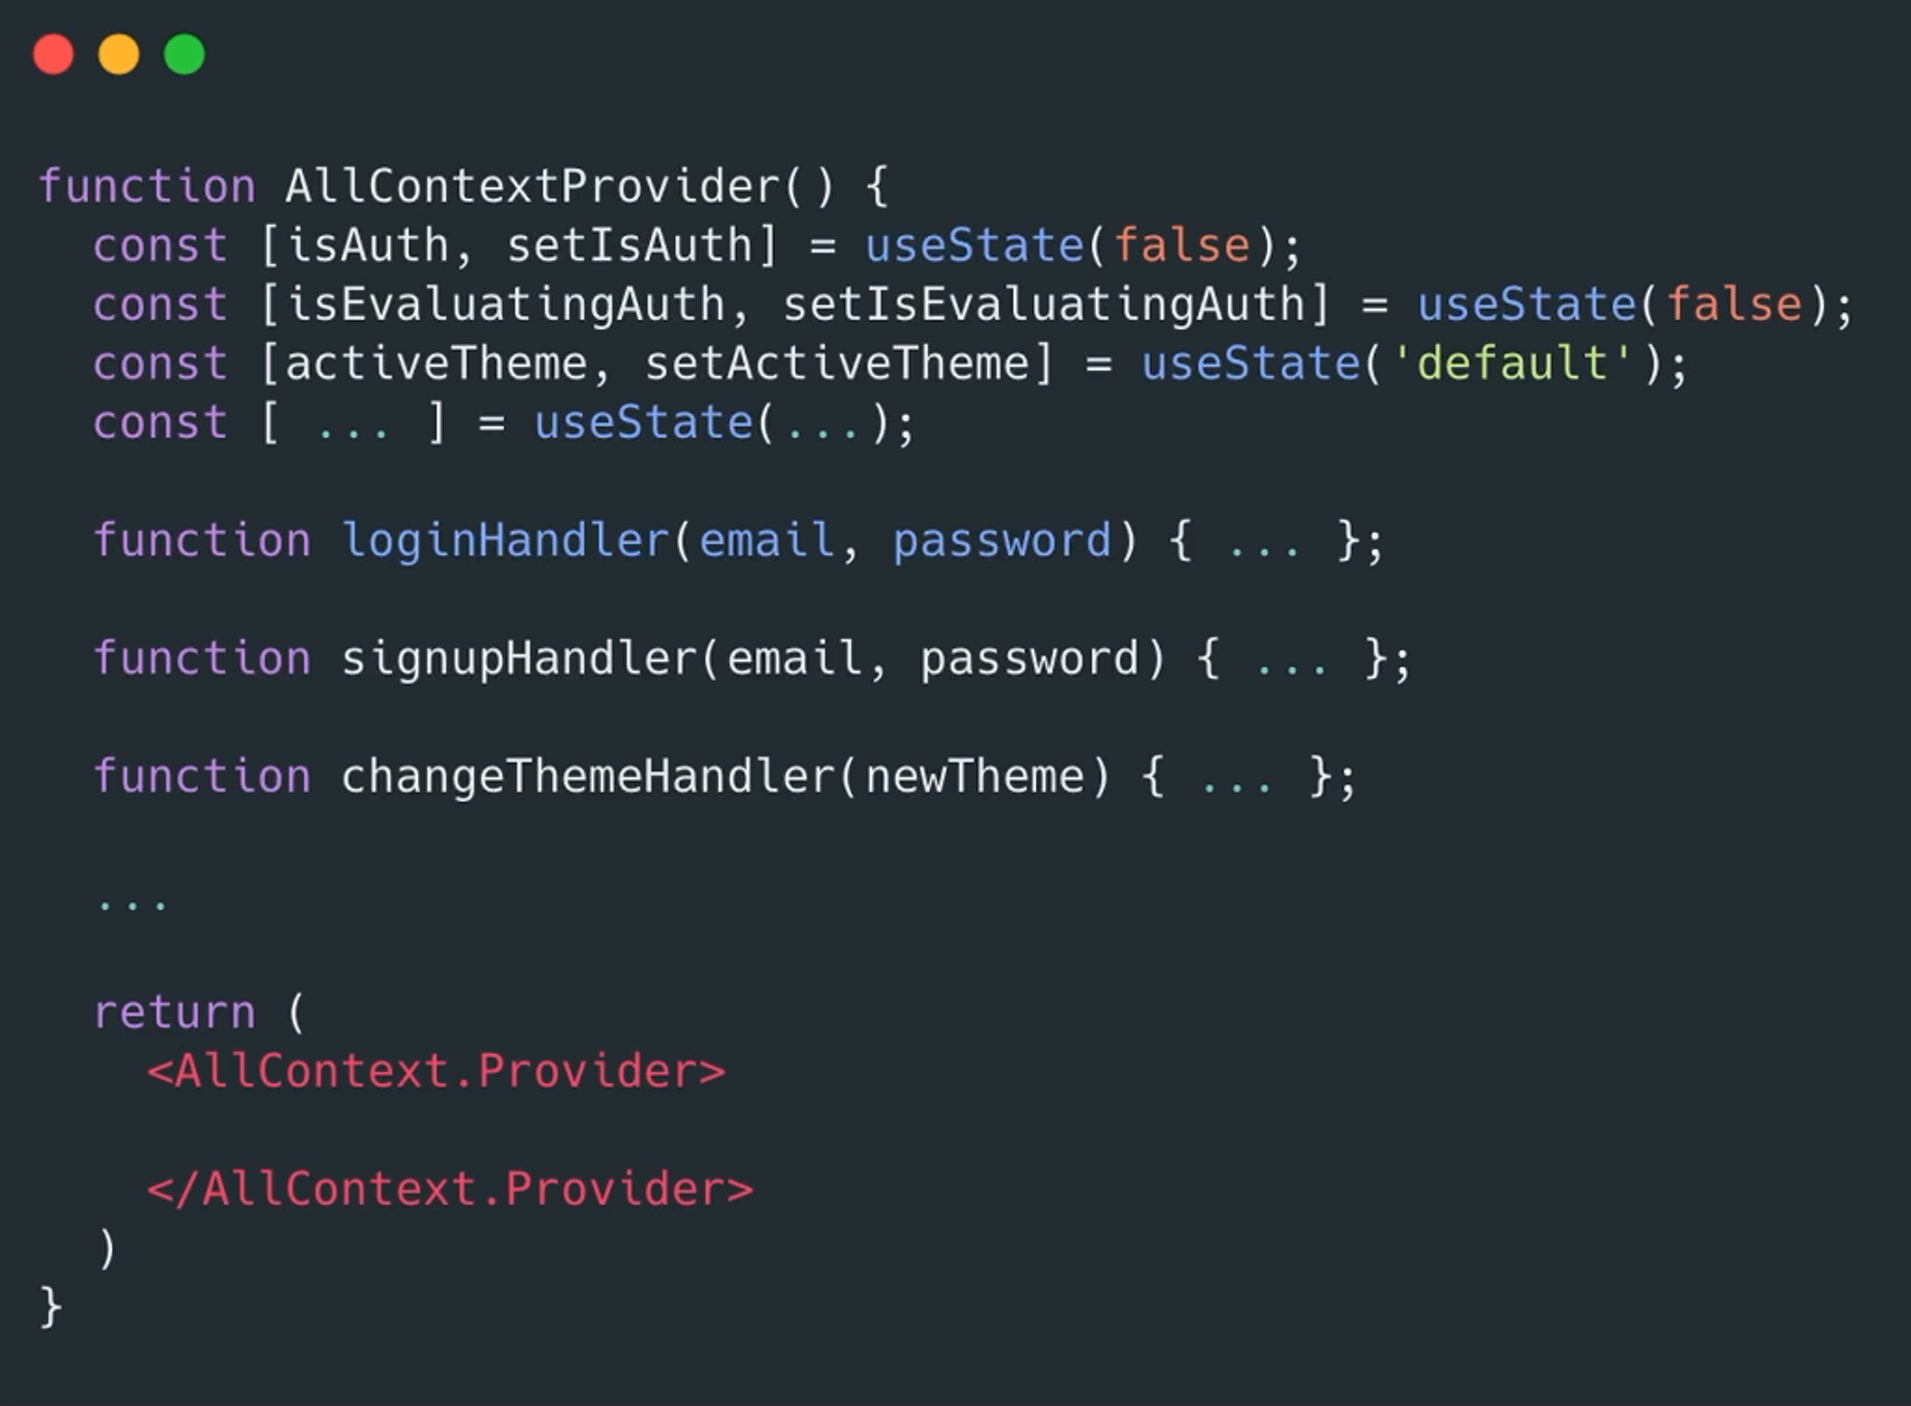 function AllContextProvider() {
  const [isAuth, setIsAuth] = useState(false);
  const [isEvaluatingAuth, setIsEvaluatingAuth] = useState(false);
  const [activeTheme, setActiveTheme] = useState('default');
  const [ ... ] = useState(...);
  function loginHandler(email, password) { ... };
  function signupHandler(email, password) { ... };
  function changeThemeHandler(newTheme) { ... };
  ...
  return (
    <AllContext.Provider>
    </AllContext.Provider>
  )
}